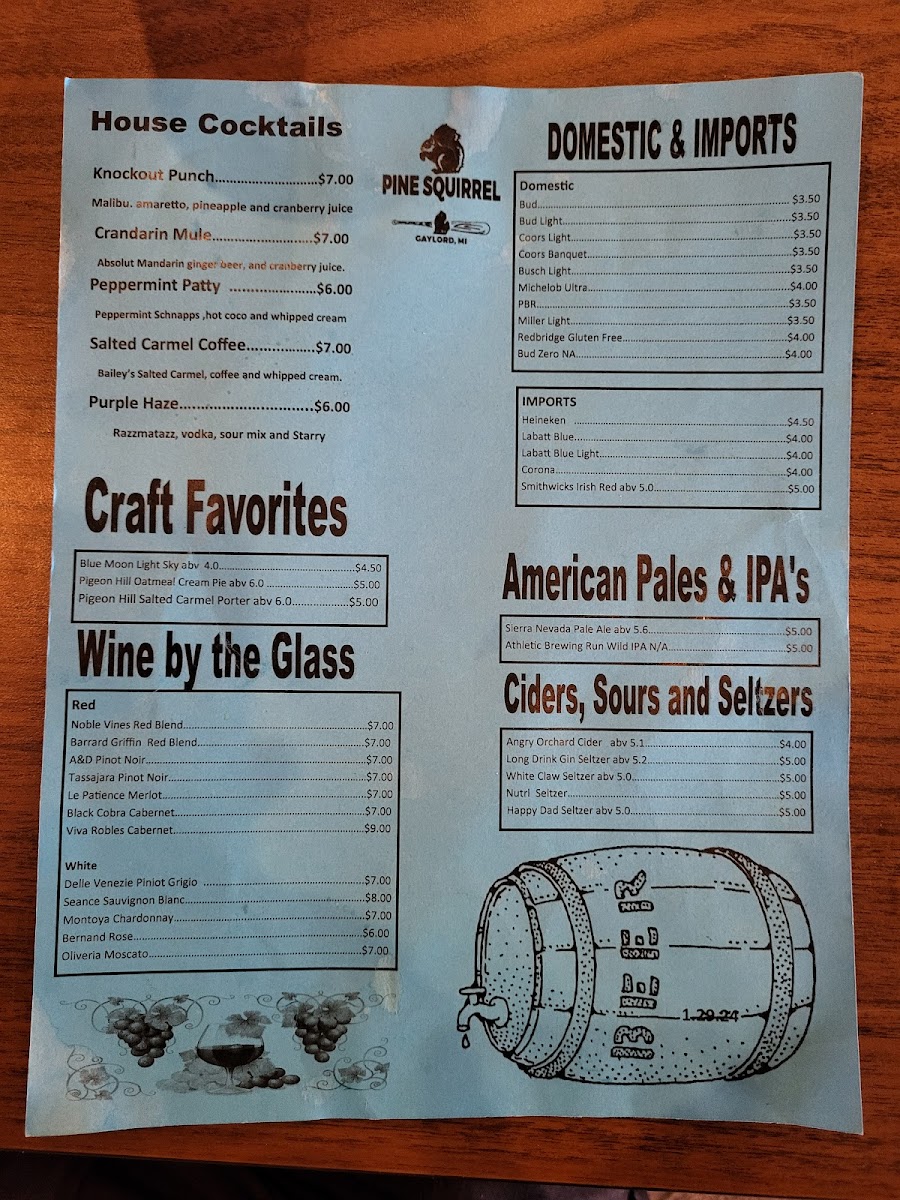 House Cocktails
Knockout Punch............................$7.00
Malibu. amaretto, pineapple and cranberry juice
Crandarin Mule...........................$7.00
Absolut Mandarin ginger beer, and cranberry juice.
Peppermint Patty ......................$6.00
Peppermint Schnapps ,hot coco and whipped cream
Salted Carmel Coffee.................$7.00
Bailey's Salted Carmel, coffee and whipped cream.
Purple Haze..............................$6.00
Razzmatazz, vodka, sour mix and Starry
PINE SQUIRREL
GAYLORD, MI
Craft Favorites
Blue Moon Light Sky abv 4.0..........................................$4.50
Pigeon Hill Oatmeal Cream Pie abv 6.0 ...........................$5.00
Pigeon Hill Salted Carmel Porter abv 6.0.................$5.00
Wine by the Glass
Red
Noble Vines Red Blend.......................................................$7.00
Barrard Griffin Red Blend..................................................$7.00
A&D Pinot Noir..................................................................$7.00
Tassajara Pinot Noir...........................................................$7.00
Le Patience Merlot............................................................$7.00
Black Cobra Cabernet.........................................................$7.00
Viva Robles Cabernet.........................................................$9.00
White
Delle Venezie Piniot Grigio ................................................$7.00
Seance Sauvignon Blanc......................................................$8.00
Montoya Chardonnay.........................................................$7.00
Bernand Rose.....................................................................$6.00
Oliveria Moscato................................................................$7.00
DOMESTIC & IMPORTS
Domestic
Bud...................................................................................$3.50
Bud Light...........................................................................$3.50
Coors Light.........................................................................$3.50
Coors Banquet....................................................................$3.50
Busch Light........................................................................$3.50
Michelob Ultra...................................................................$4.00
PBR...................................................................................$3.50
Miller Light........................................................................$3.50
Redbridge Gluten Free.......................................................$4.00
Bud Zero NA......................................................................$4.00
IMPORTS
Heineken .........................................................................$4.50
Labatt Blue........................................................................$4.00
Labatt Blue Light................................................................$4.00
Corona..............................................................................$4.00
Smithwicks Irish Red abv 5.0..............................................$5.00
American Pales & IPA's
Sierra Nevada Pale Ale abv 5.6...........................................$5.00
Athletic Brewing Run Wild IPA N/A.....................................$5.00
Ciders, Sours and Seltzers
Angry Orchard Cider abv 5.1..............................................$4.00
Long Drink Gin Seltzer abv 5.2............................................$5.00
White Claw Seltzer abv 5.0.................................................$5.00
Nutrl Seltzer.....................................................................$5.00
Happy Dad Seltzer abv 5.0..................................................$5.00
BEER
1.29.24